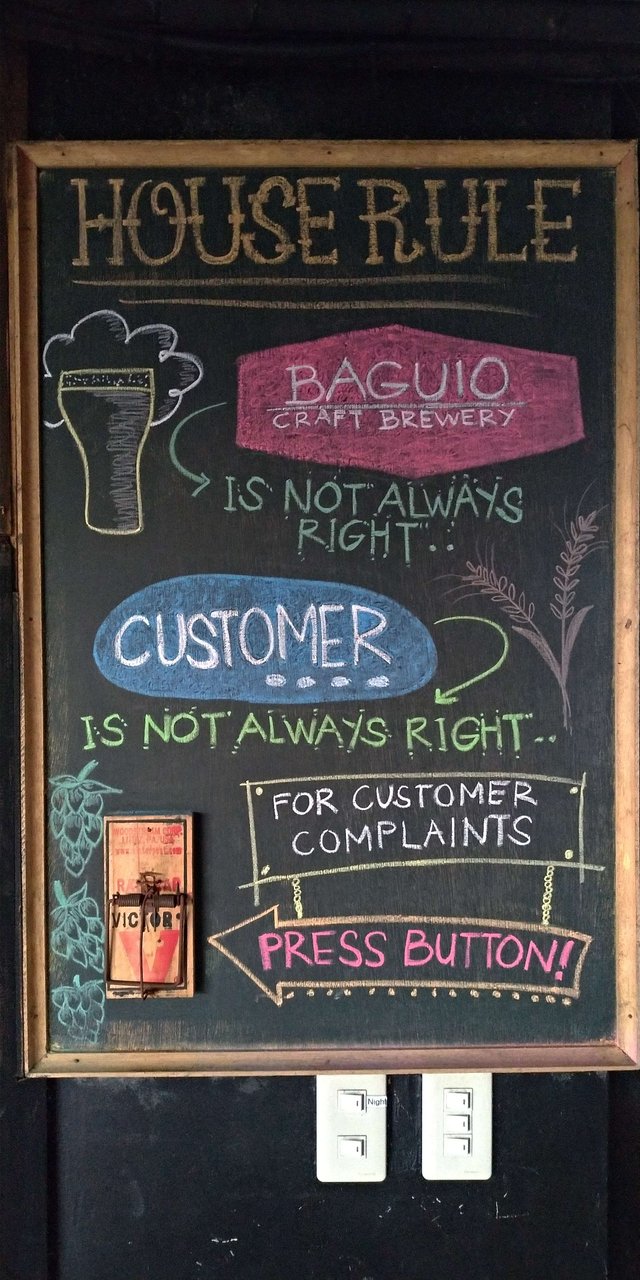 HOUSE RULE
BAGUIO
CRAFT BREWERY
IS NOT ALWAYS
RIGHT..
CUSTOMER
IS NOT ALWAYS RIGHT..
FOR CUSTOMER
COMPLAINTS
PRESS BUTTON!
VICTOR
Night